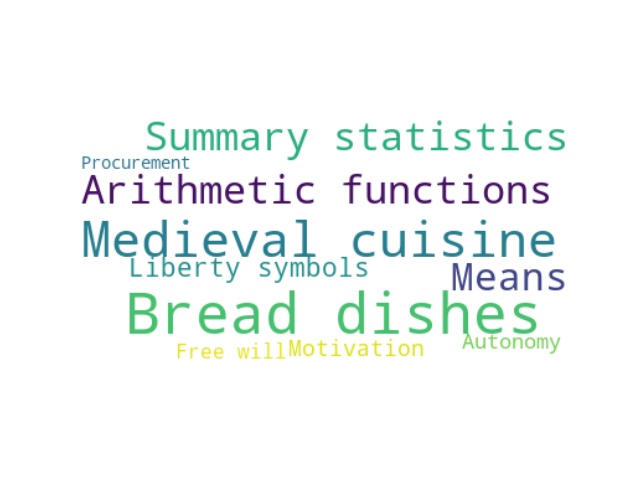 Summary statistics
Procurement
Arithmetic functions
Medieval cuisine
Liberty symbols
Means
Bread dishes
Free will
Motivation
Autonomy